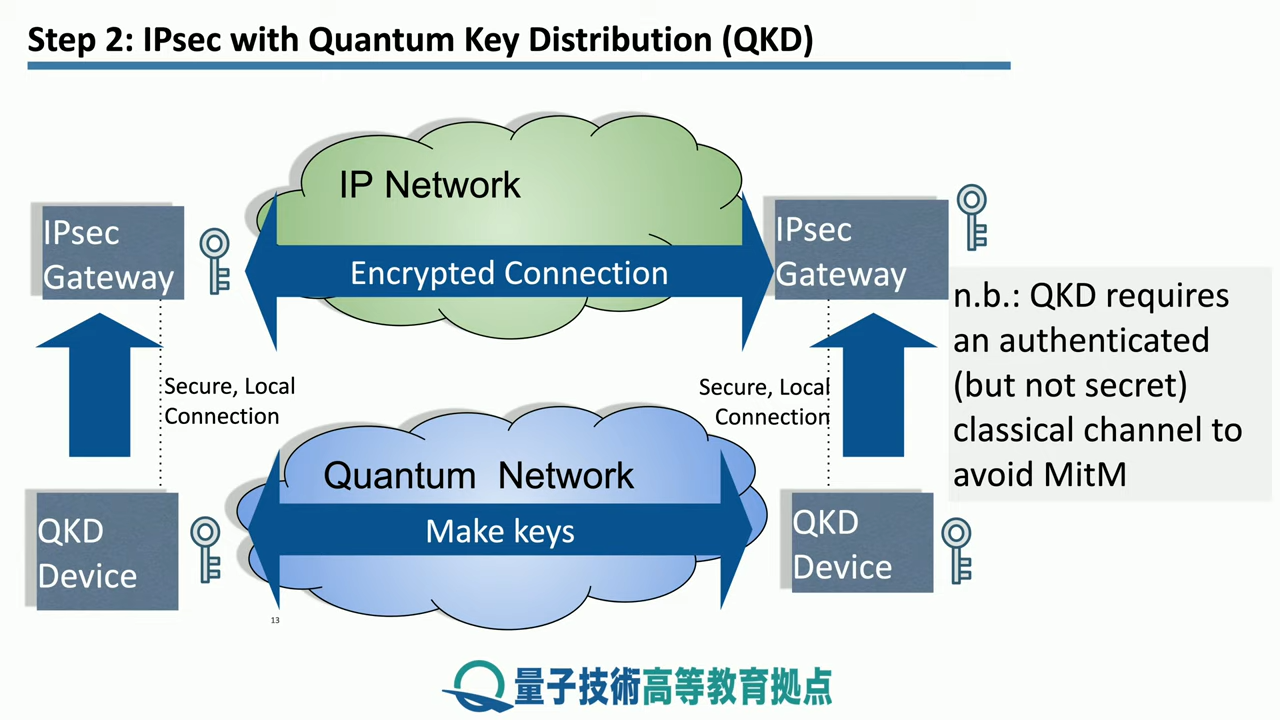 Step 2: IPsec with Quantum Key Distribution (QKD)
IP Network
IPsec
Gateway
Encrypted Connection
IPsec
Gateway
n.b.: QKD requires
an authenticated
(but not secret)
classical channel to
avoid MitM
Secure, Local
Connection
Secure, Local
Connection
Quantum Network
QKD
Device
Make keys
QKD
Device
13
量子技術高等教育拠点